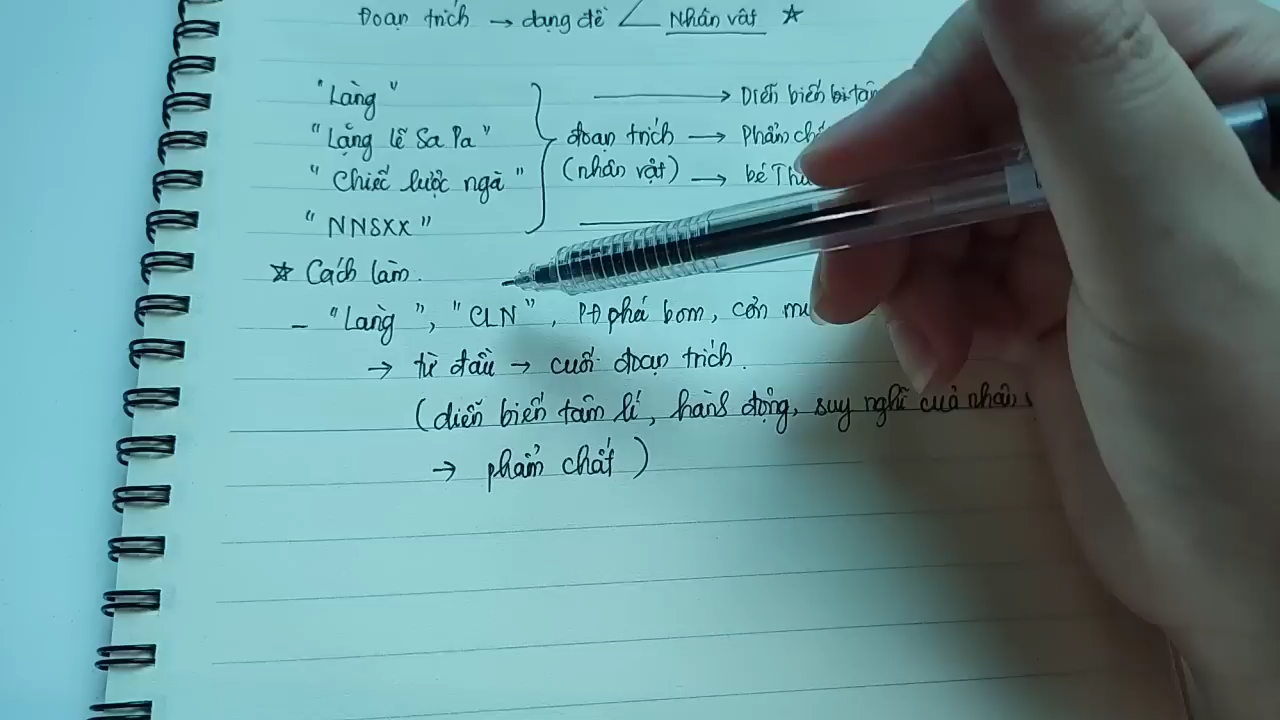 Đoạn trích → dạng đề < Nhân vật ☆
"Làng" → Diễn biến
"Lặng lẽ Sa Pa" đoạn trích → Phẩm
"Chiếc lược ngà" (nhân vật) → bé
"NNSXX"
☆ Cách làm.
- "Làng", "CLN", PĐ phá bom, cơn
→ từ đầu → cuối đoạn trích.
(diễn biến tâm lí, hành động, suy nghĩ của nhân
→ phẩm chất)